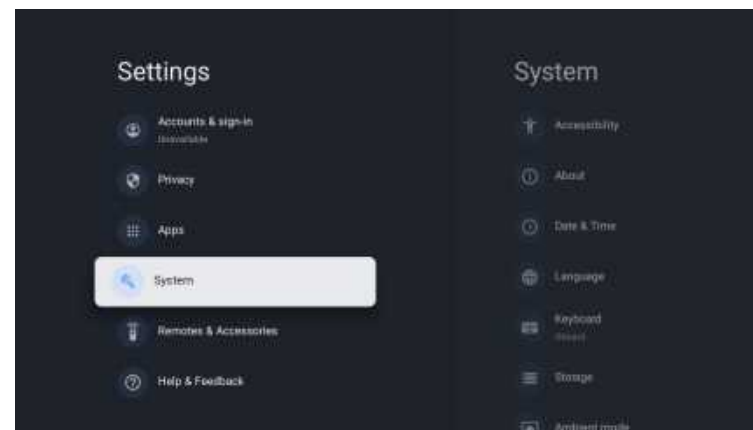 Settings
Accounts & sign-in
Unavailable
Privacy
Apps
System
Remotes & Accessories
Help & Feedback
System
Accessibility
About
Date & Time
Language
Keyboard
Storage
Ambient mode